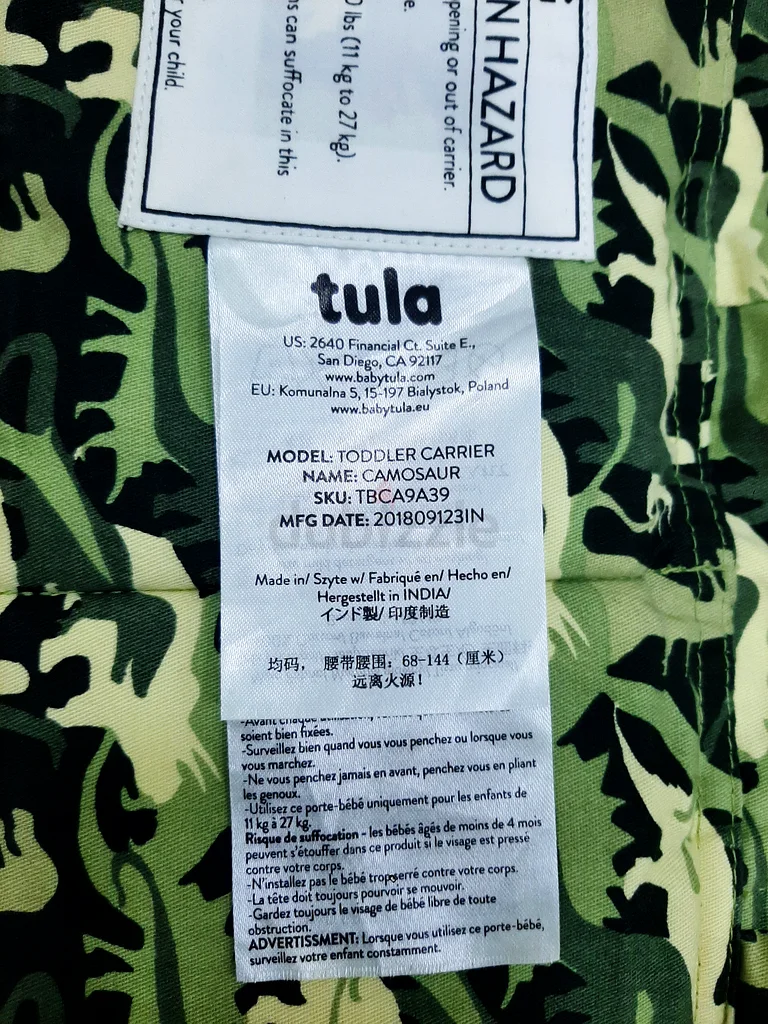 N HAZARD
pening or out of carrier.
e.
lbs (11 kg to 27 kg).
ns can suffocate in this
your child.
tula
US: 2640 Financial Ct. Suite E.,
San Diego, CA 92117
www.babytula.com
EU: Komunalna 5, 15-197 Bialystok, Poland
www.babytula.eu
MODEL: TODDLER CARRIER
NAME: CAMOSAUR
SKU: TBCA9A39
MFG DATE: 201809123IN
dubizzle
Made in/ Szyte w/ Fabriqué en/ Hecho en/
Hergestellt in INDIA/
インド製/ 印度制造
均码， 腰带腰围：68-144（厘米）
远离火源！
-Avant chaque
soient bien fixées.
-Surveillez bien quand vous vous penchez ou lorsque vous
vous marchez.
-Ne vous penchez jamais en avant, penchez vous en pliant
les genoux.
-Utilisez ce porte-bébé uniquement pour les enfants de
11 kg à 27 kg.
Risque de suffocation - les bébés âgés de moins de 4 mois
peuvent s'étouffer dans ce produit si le visage est pressé
contre votre corps.
-N'installez pas le bébé trop serré contre votre corps.
-La tête doit toujours pourvoir se mouvoir.
-Gardez toujours le visage de bébé libre de toute
obstruction.
ADVERTISSMENT: Lorsque vous utilisez ce porte-bébé,
surveillez votre enfant constamment.